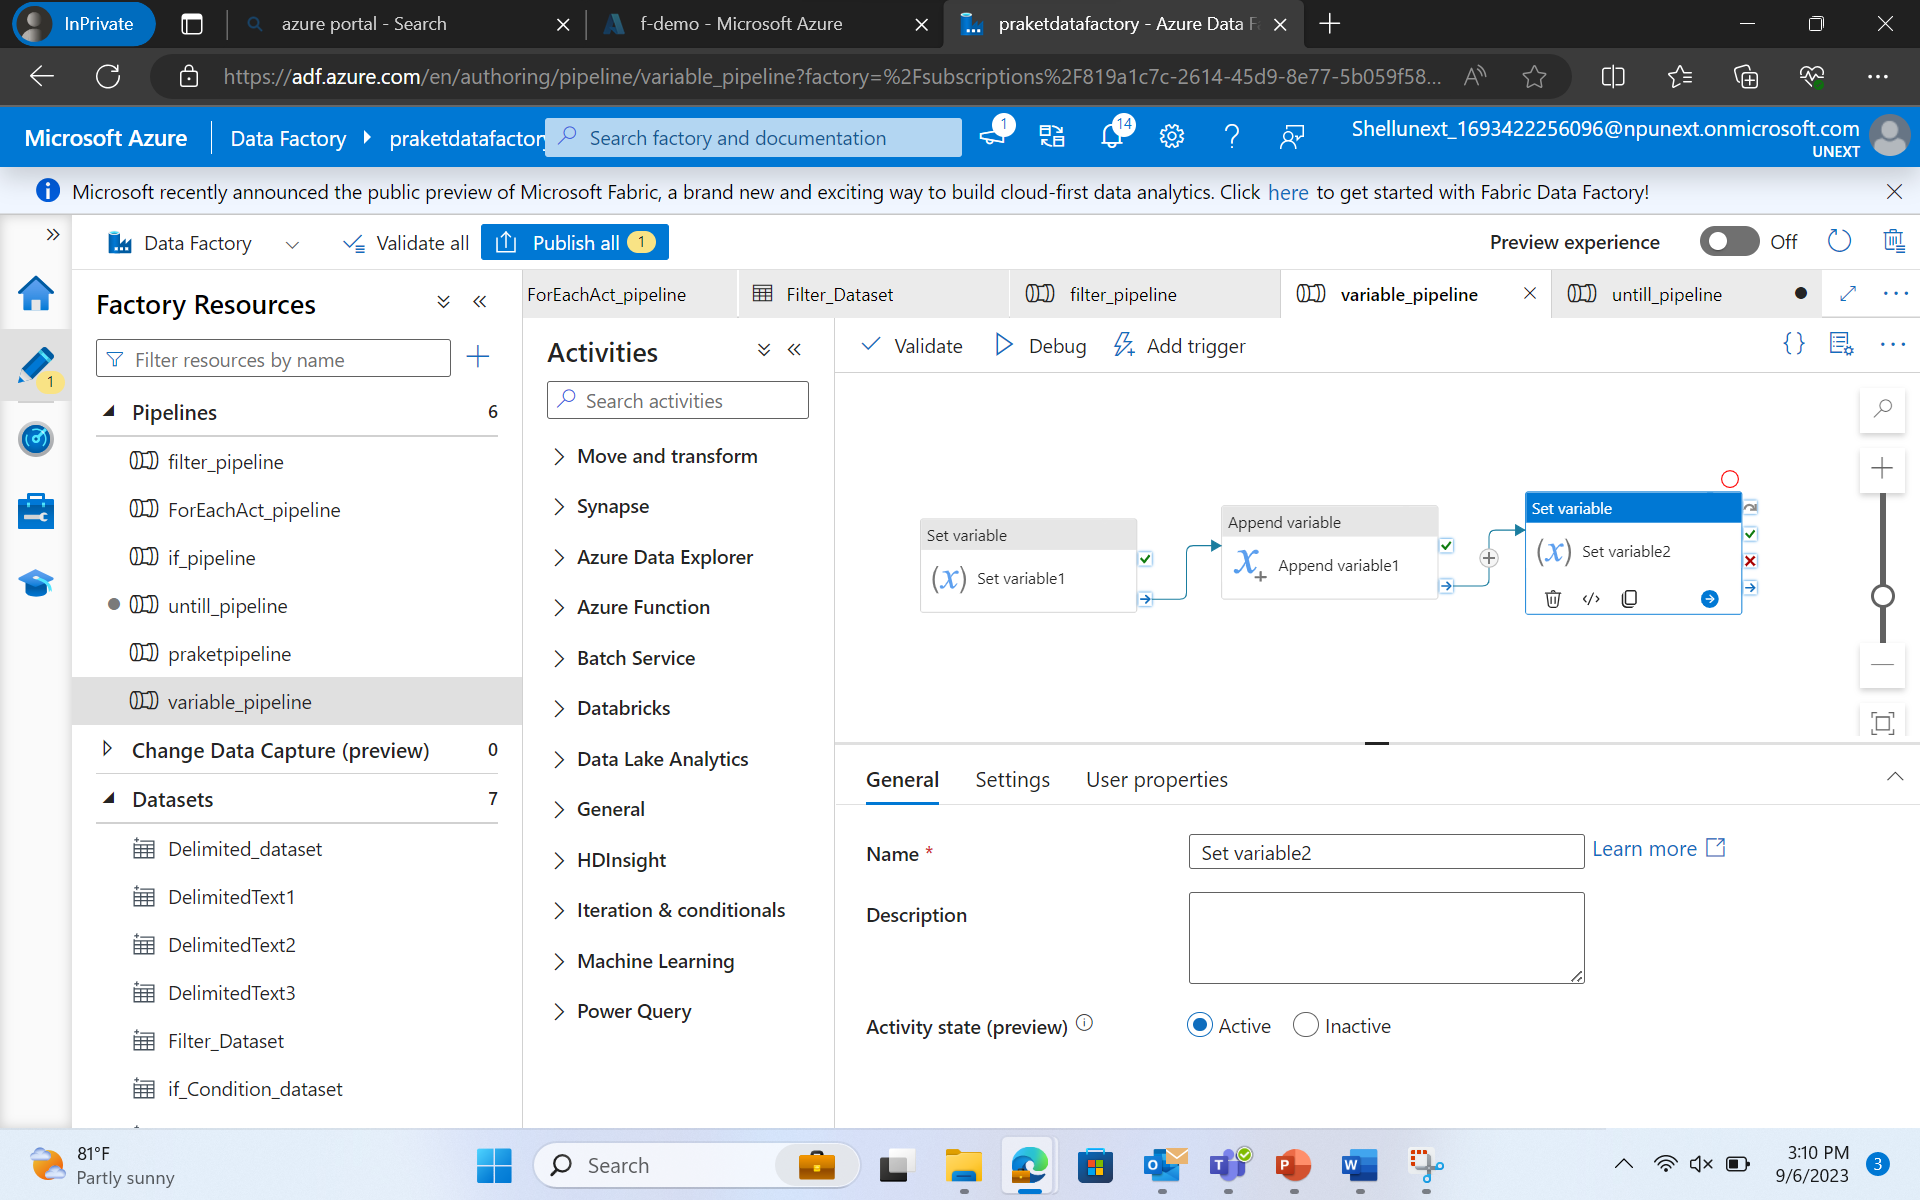 InPrivate
azure portal - Search
f-demo - Microsoft Azure
praketdatafactory - Azure Data F
https://adf.azure.com/en/authoring/pipeline/variable_pipeline?factory=%2Fsubscriptions%2F819a1c7c-2614-45d9-8e77-5b059f58...
Microsoft Azure
Data Factory
praketdatafactory
Search factory and documentation
1
14
Shellunext_1693422256096@npunext.onmicrosoft.com
UNEXT
Microsoft recently announced the public preview of Microsoft Fabric, a brand new and exciting way to build cloud-first data analytics. Click here to get started with Fabric Data Factory!
Data Factory
Validate all
Publish all 1
Preview experience
Off
1
Factory Resources
Filter resources by name
Pipelines 6
filter_pipeline
ForEachAct_pipeline
if_pipeline
untill_pipeline
praketpipeline
variable_pipeline
Change Data Capture (preview) 0
Datasets 7
Delimited_dataset
DelimitedText1
DelimitedText2
DelimitedText3
Filter_Dataset
if_Condition_dataset
ForEachAct_pipeline
Filter_Dataset
filter_pipeline
variable_pipeline
untill_pipeline
Activities
Search activities
Move and transform
Synapse
Azure Data Explorer
Azure Function
Batch Service
Databricks
Data Lake Analytics
General
HDInsight
Iteration & conditionals
Machine Learning
Power Query
Validate
Debug
Add trigger
Set variable
(x) Set variable1
Append variable
X+ Append variable1
Set variable
(x) Set variable2
General
Settings
User properties
Name *
Set variable2
Learn more
Description
Activity state (preview)
Active
Inactive
81°F
Partly sunny
Search
3:10 PM
9/6/2023
3